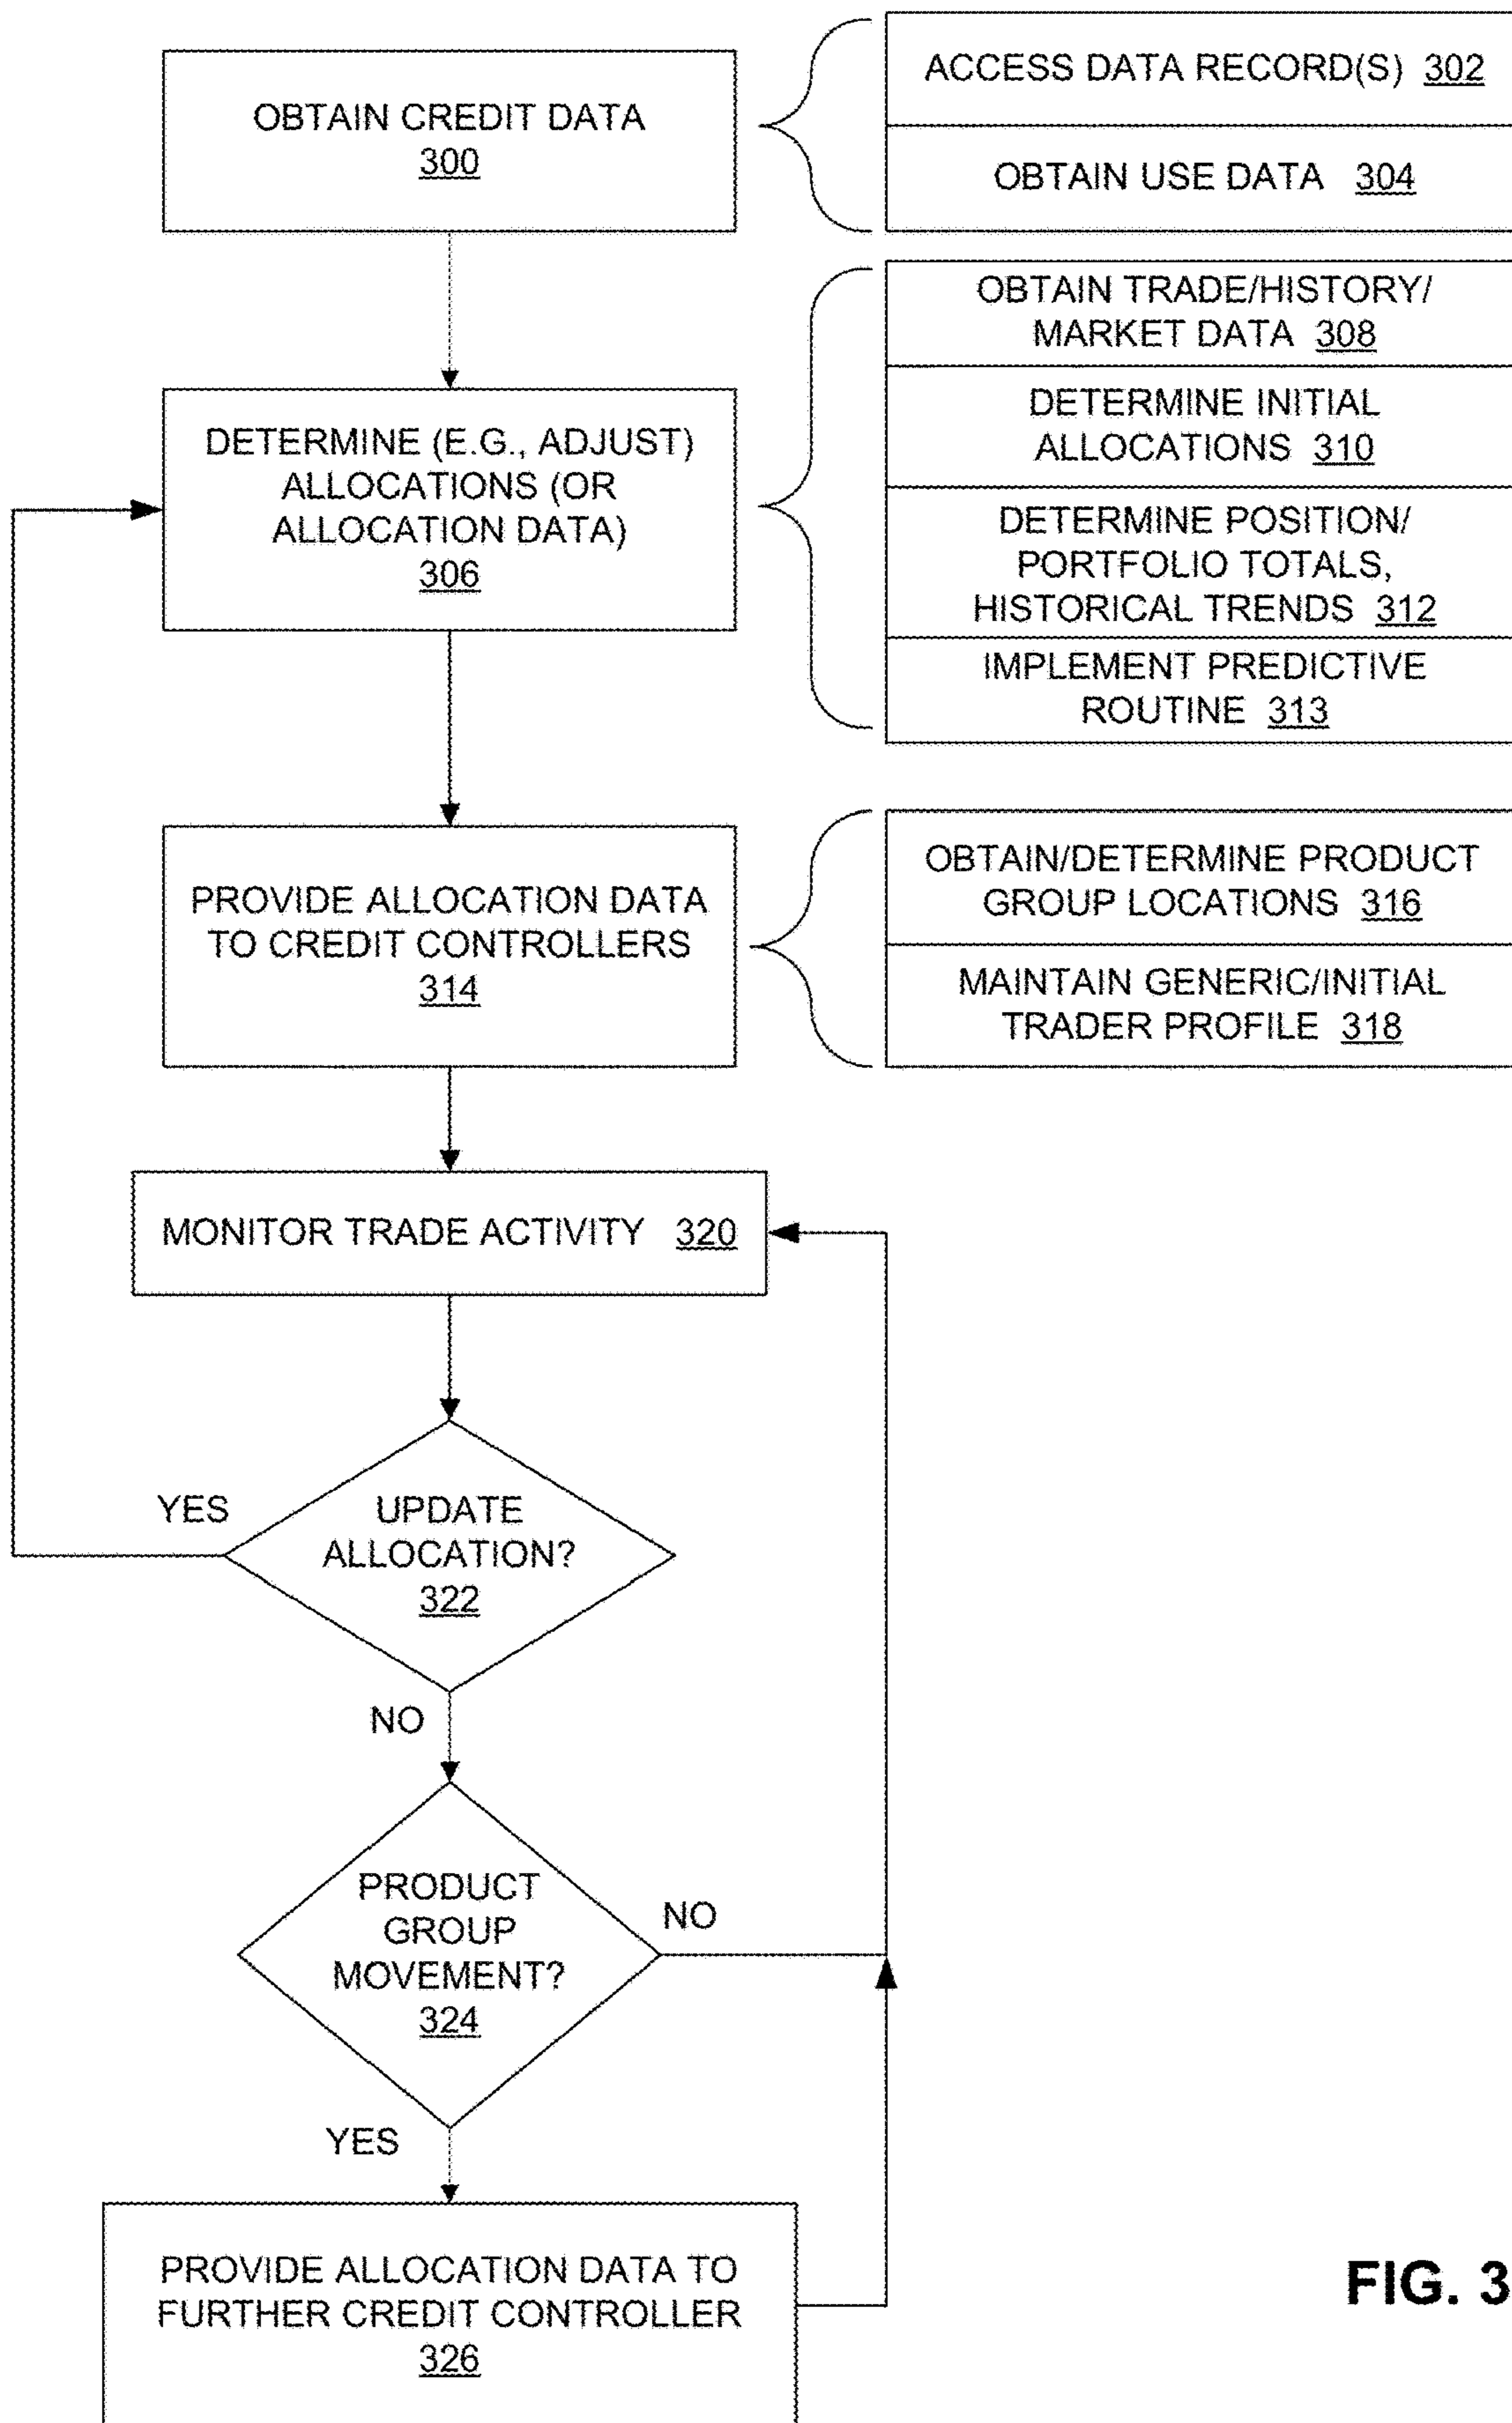 OBTAIN CREDIT DATA
300
ACCESS DATA RECORD(S) 302
OBTAIN USE DATA 304
DETERMINE (E.G., ADJUST)
ALLOCATIONS (OR
ALLOCATION DATA)
306
OBTAIN TRADE/HISTORY/
MARKET DATA 308
DETERMINE INITIAL
ALLOCATIONS 310
DETERMINE POSITION/
PORTFOLIO TOTALS,
HISTORICAL TRENDS 312
IMPLEMENT PREDICTIVE
ROUTINE 313
PROVIDE ALLOCATION DATA
TO CREDIT CONTROLLERS
314
OBTAIN/DETERMINE PRODUCT
GROUP LOCATIONS 316
MAINTAIN GENERIC/INITIAL
TRADER PROFILE 318
MONITOR TRADE ACTIVITY 320
YES
UPDATE
ALLOCATION?
322
NO
PRODUCT
GROUP
MOVEMENT?
324
NO
YES
PROVIDE ALLOCATION DATA TO
FURTHER CREDIT CONTROLLER
326
FIG. 3